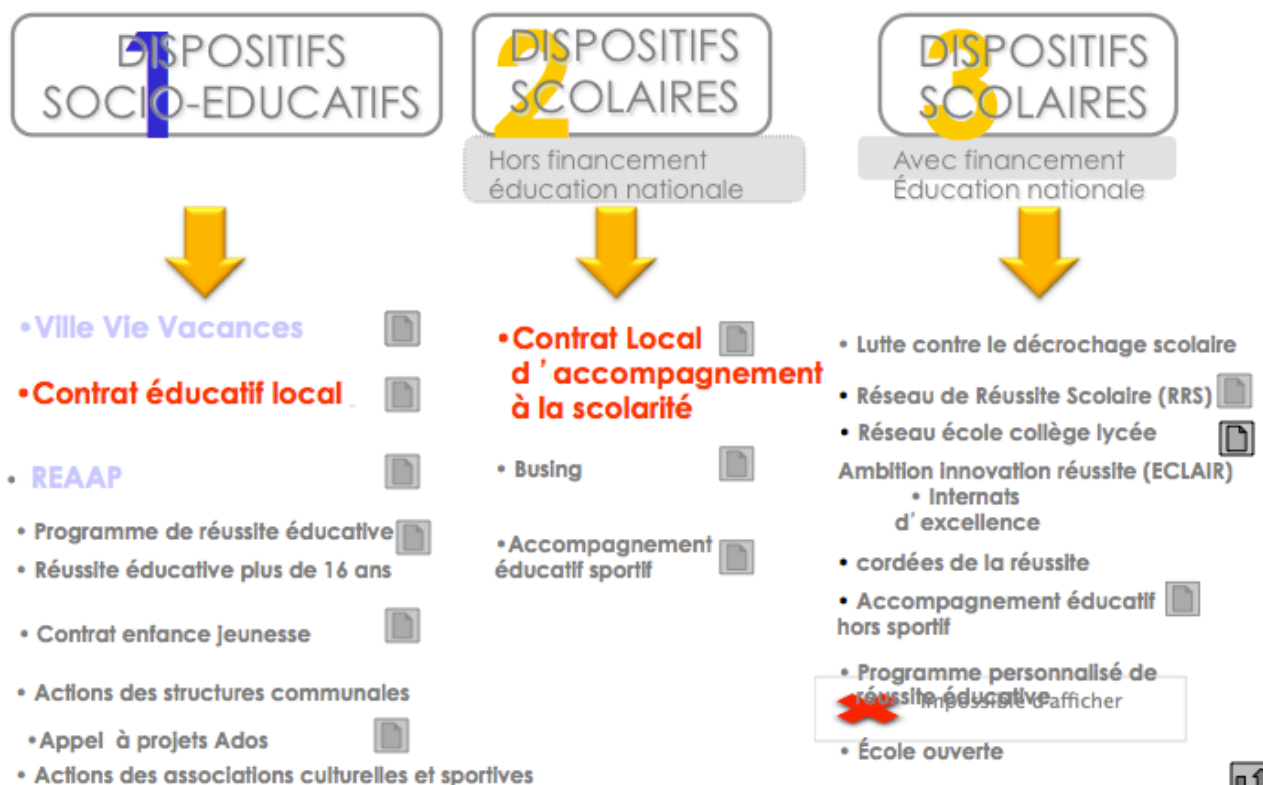 1
DISPOSITIFS
SOCIO-EDUCATIFS
•Ville Vie Vacances
•Contrat éducatif local
• REAAP
• Programme de réussite éducative
• Réussite éducative plus de 16 ans
• Contrat enfance jeunesse
• Actions des structures communales
•Appel à projets Ados
• Actions des associations culturelles et sportives
2
DISPOSITIFS
SCOLAIRES
Hors financement
éducation nationale
•Contrat Local
d ’ accompagnement
à la scolarité
• Busing
•Accompagnement
éducatif sportif
3
DISPOSITIFS
SCOLAIRES
Avec financement
Éducation nationale
• Lutte contre le décrochage scolaire
• Réseau de Réussite Scolaire (RRS)
• Réseau école collège lycée
Ambition innovation réussite (ECLAIR)
• Internats
d’ excellence
• cordées de la réussite
• Accompagnement éducatif
hors sportif
• Programme personnalisé de
réussite éducative
Impossible d'afficher
• École ouverte